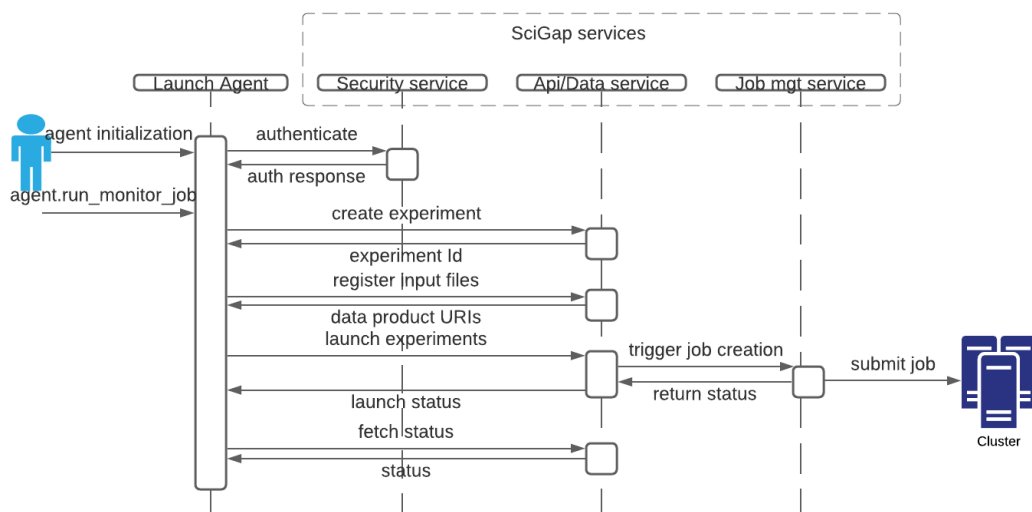 SciGap services
Launch Agent
Security service
Api/Data service
Job mgt service
agent initialization
authenticate
auth response
agent.run_monitor_job
create experiment
experiment Id
register input files
data product URIs
launch experiments
trigger job creation
submit job
return status
launch status
fetch status
Cluster
status